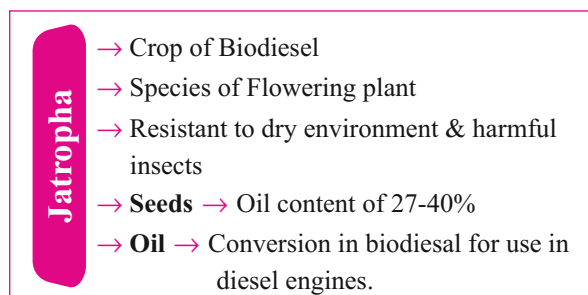 Jatropha
→ Crop of Biodiesel
→ Species of Flowering plant
→ Resistant to dry environment & harmful
insects
→ Seeds → Oil content of 27-40%
→ Oil → Conversion in biodiesal for use in
diesel engines.